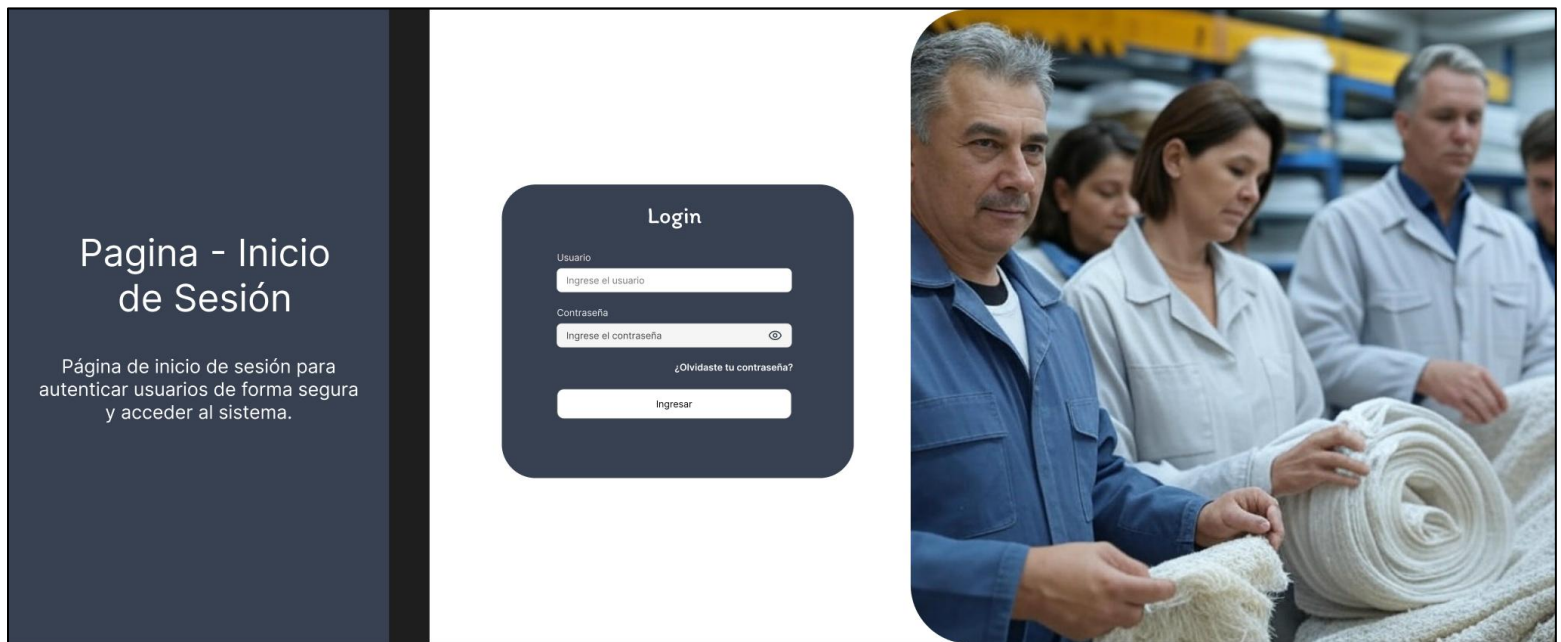 Pagina - Inicio
de Sesión
Página de inicio de sesión para
autenticar usuarios de forma segura
y acceder al sistema.
Login
Usuario
Ingrese el usuario
Contraseña
Ingrese el contraseña
¿Olvidaste tu contraseña?
Ingresar